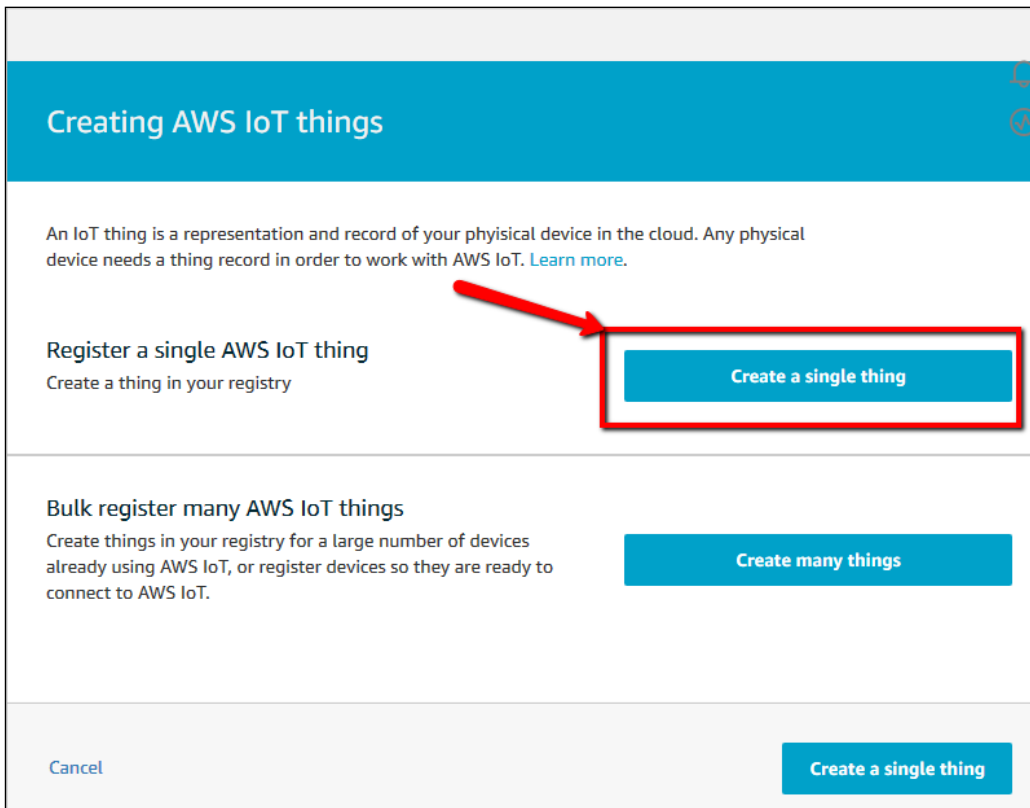 Creating AWS IoT things
An IoT thing is a representation and record of your phyisical device in the cloud. Any physical
device needs a thing record in order to work with AWS IoT. Learn more.
Register a single AWS IoT thing
Create a thing in your registry
Create a single thing
Bulk register many AWS IoT things
Create things in your registry for a large number of devices
already using AWS IoT, or register devices so they are ready to
connect to AWS IoT.
Create many things
Cancel
Create a single thing